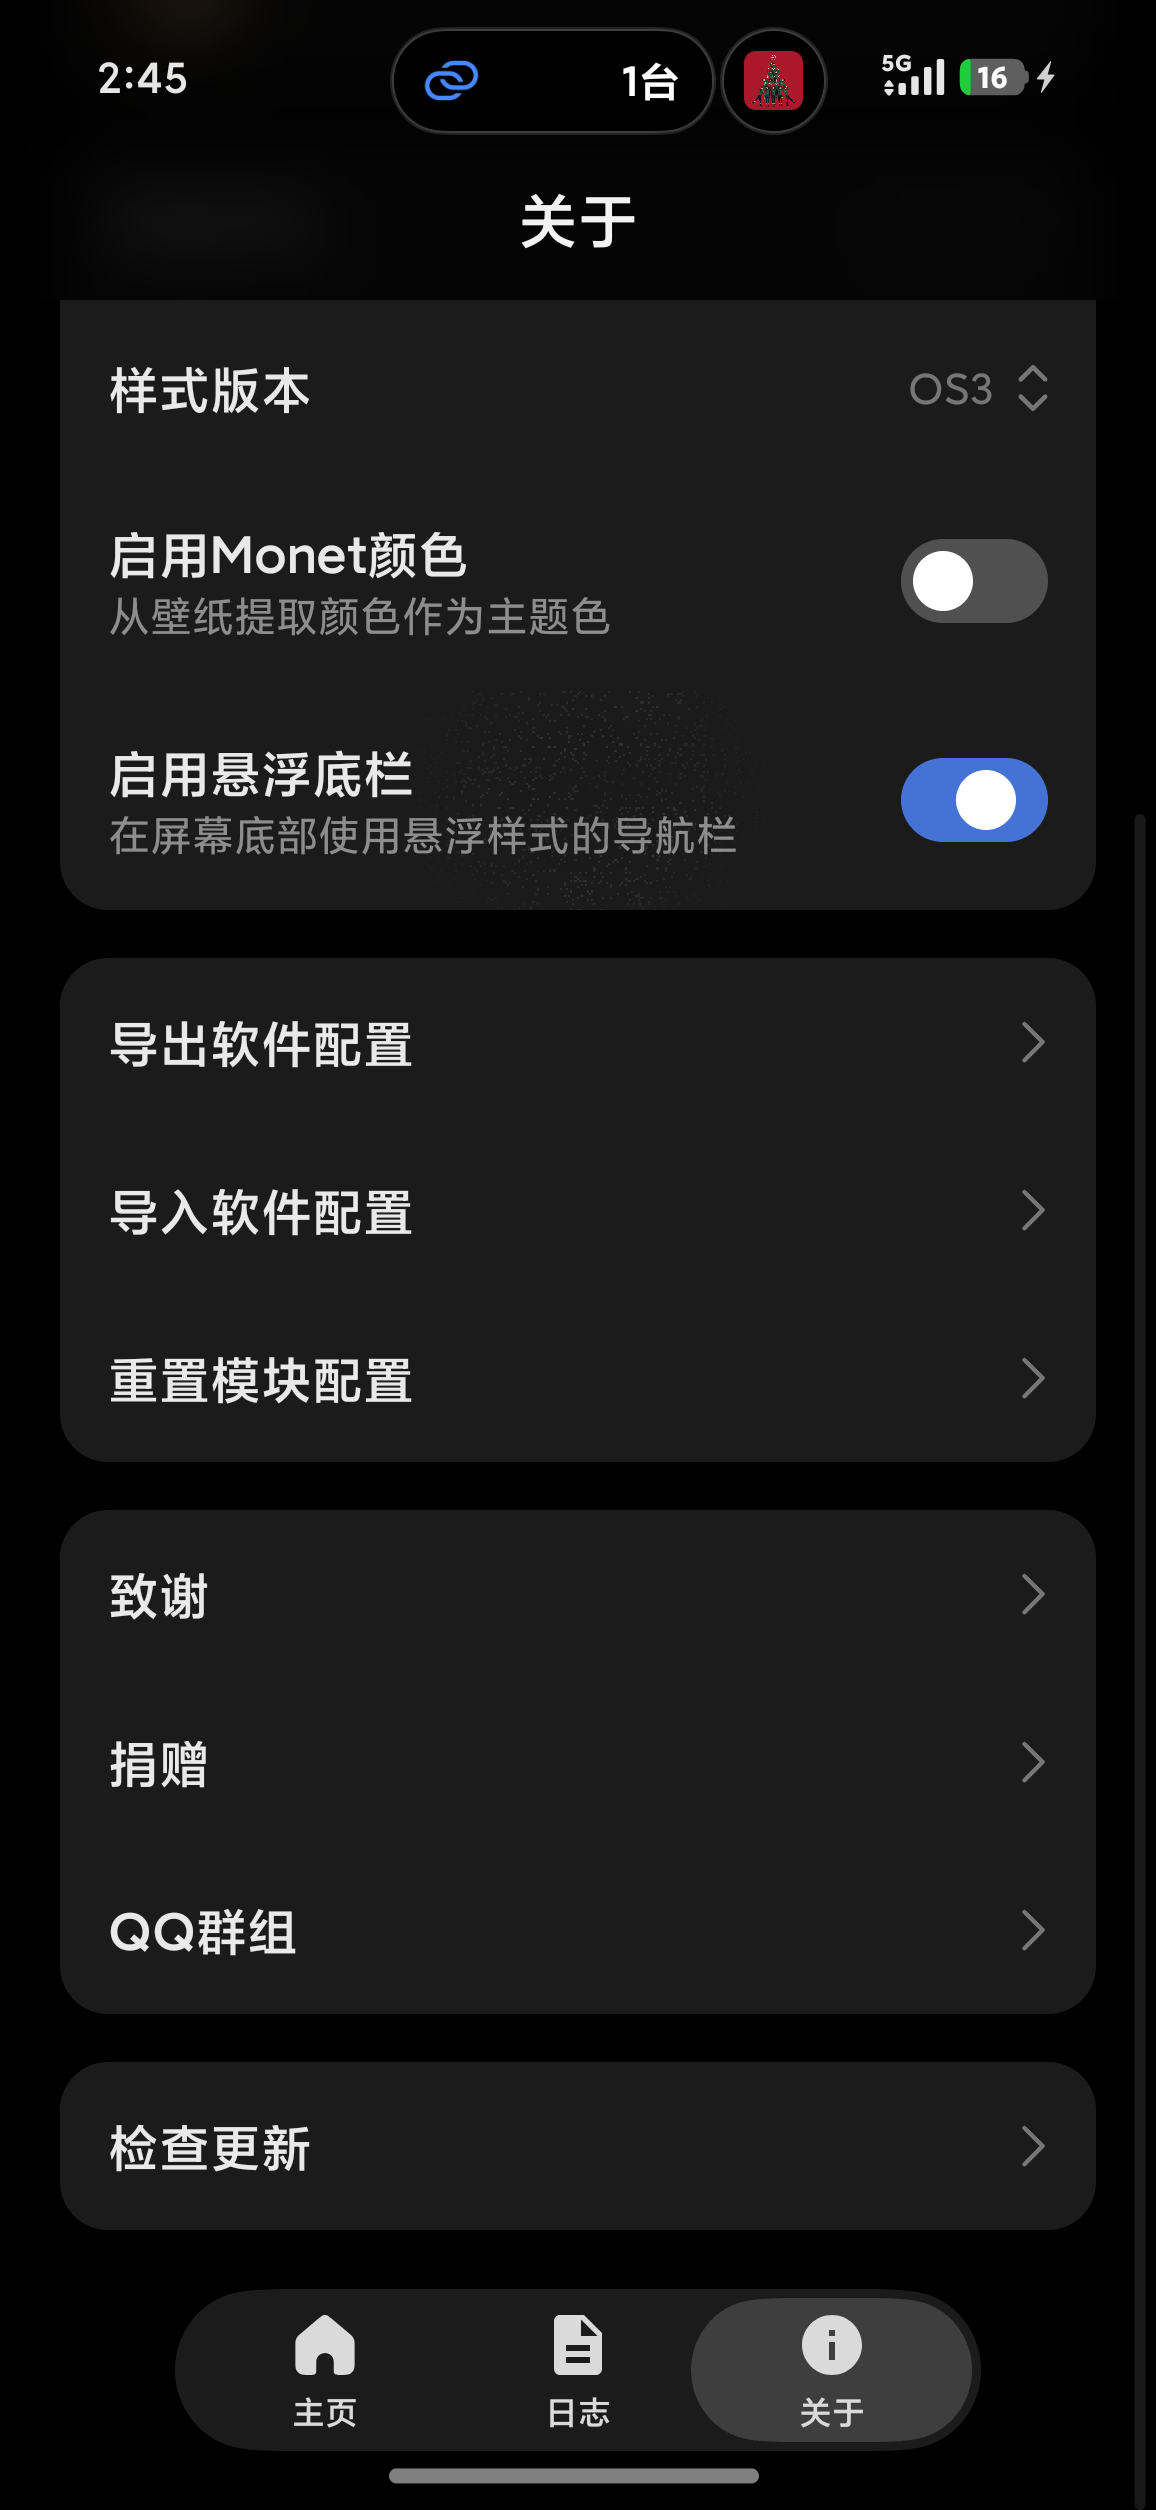 2:45
1台
5G
16
关于
样式版本
OS3
启用Monet颜色
从壁纸提取颜色作为主题色
启用悬浮底栏
在屏幕底部使用悬浮样式的导航栏
导出软件配置
导入软件配置
重置模块配置
致谢
捐赠
QQ群组
检查更新
主页
日志
关于